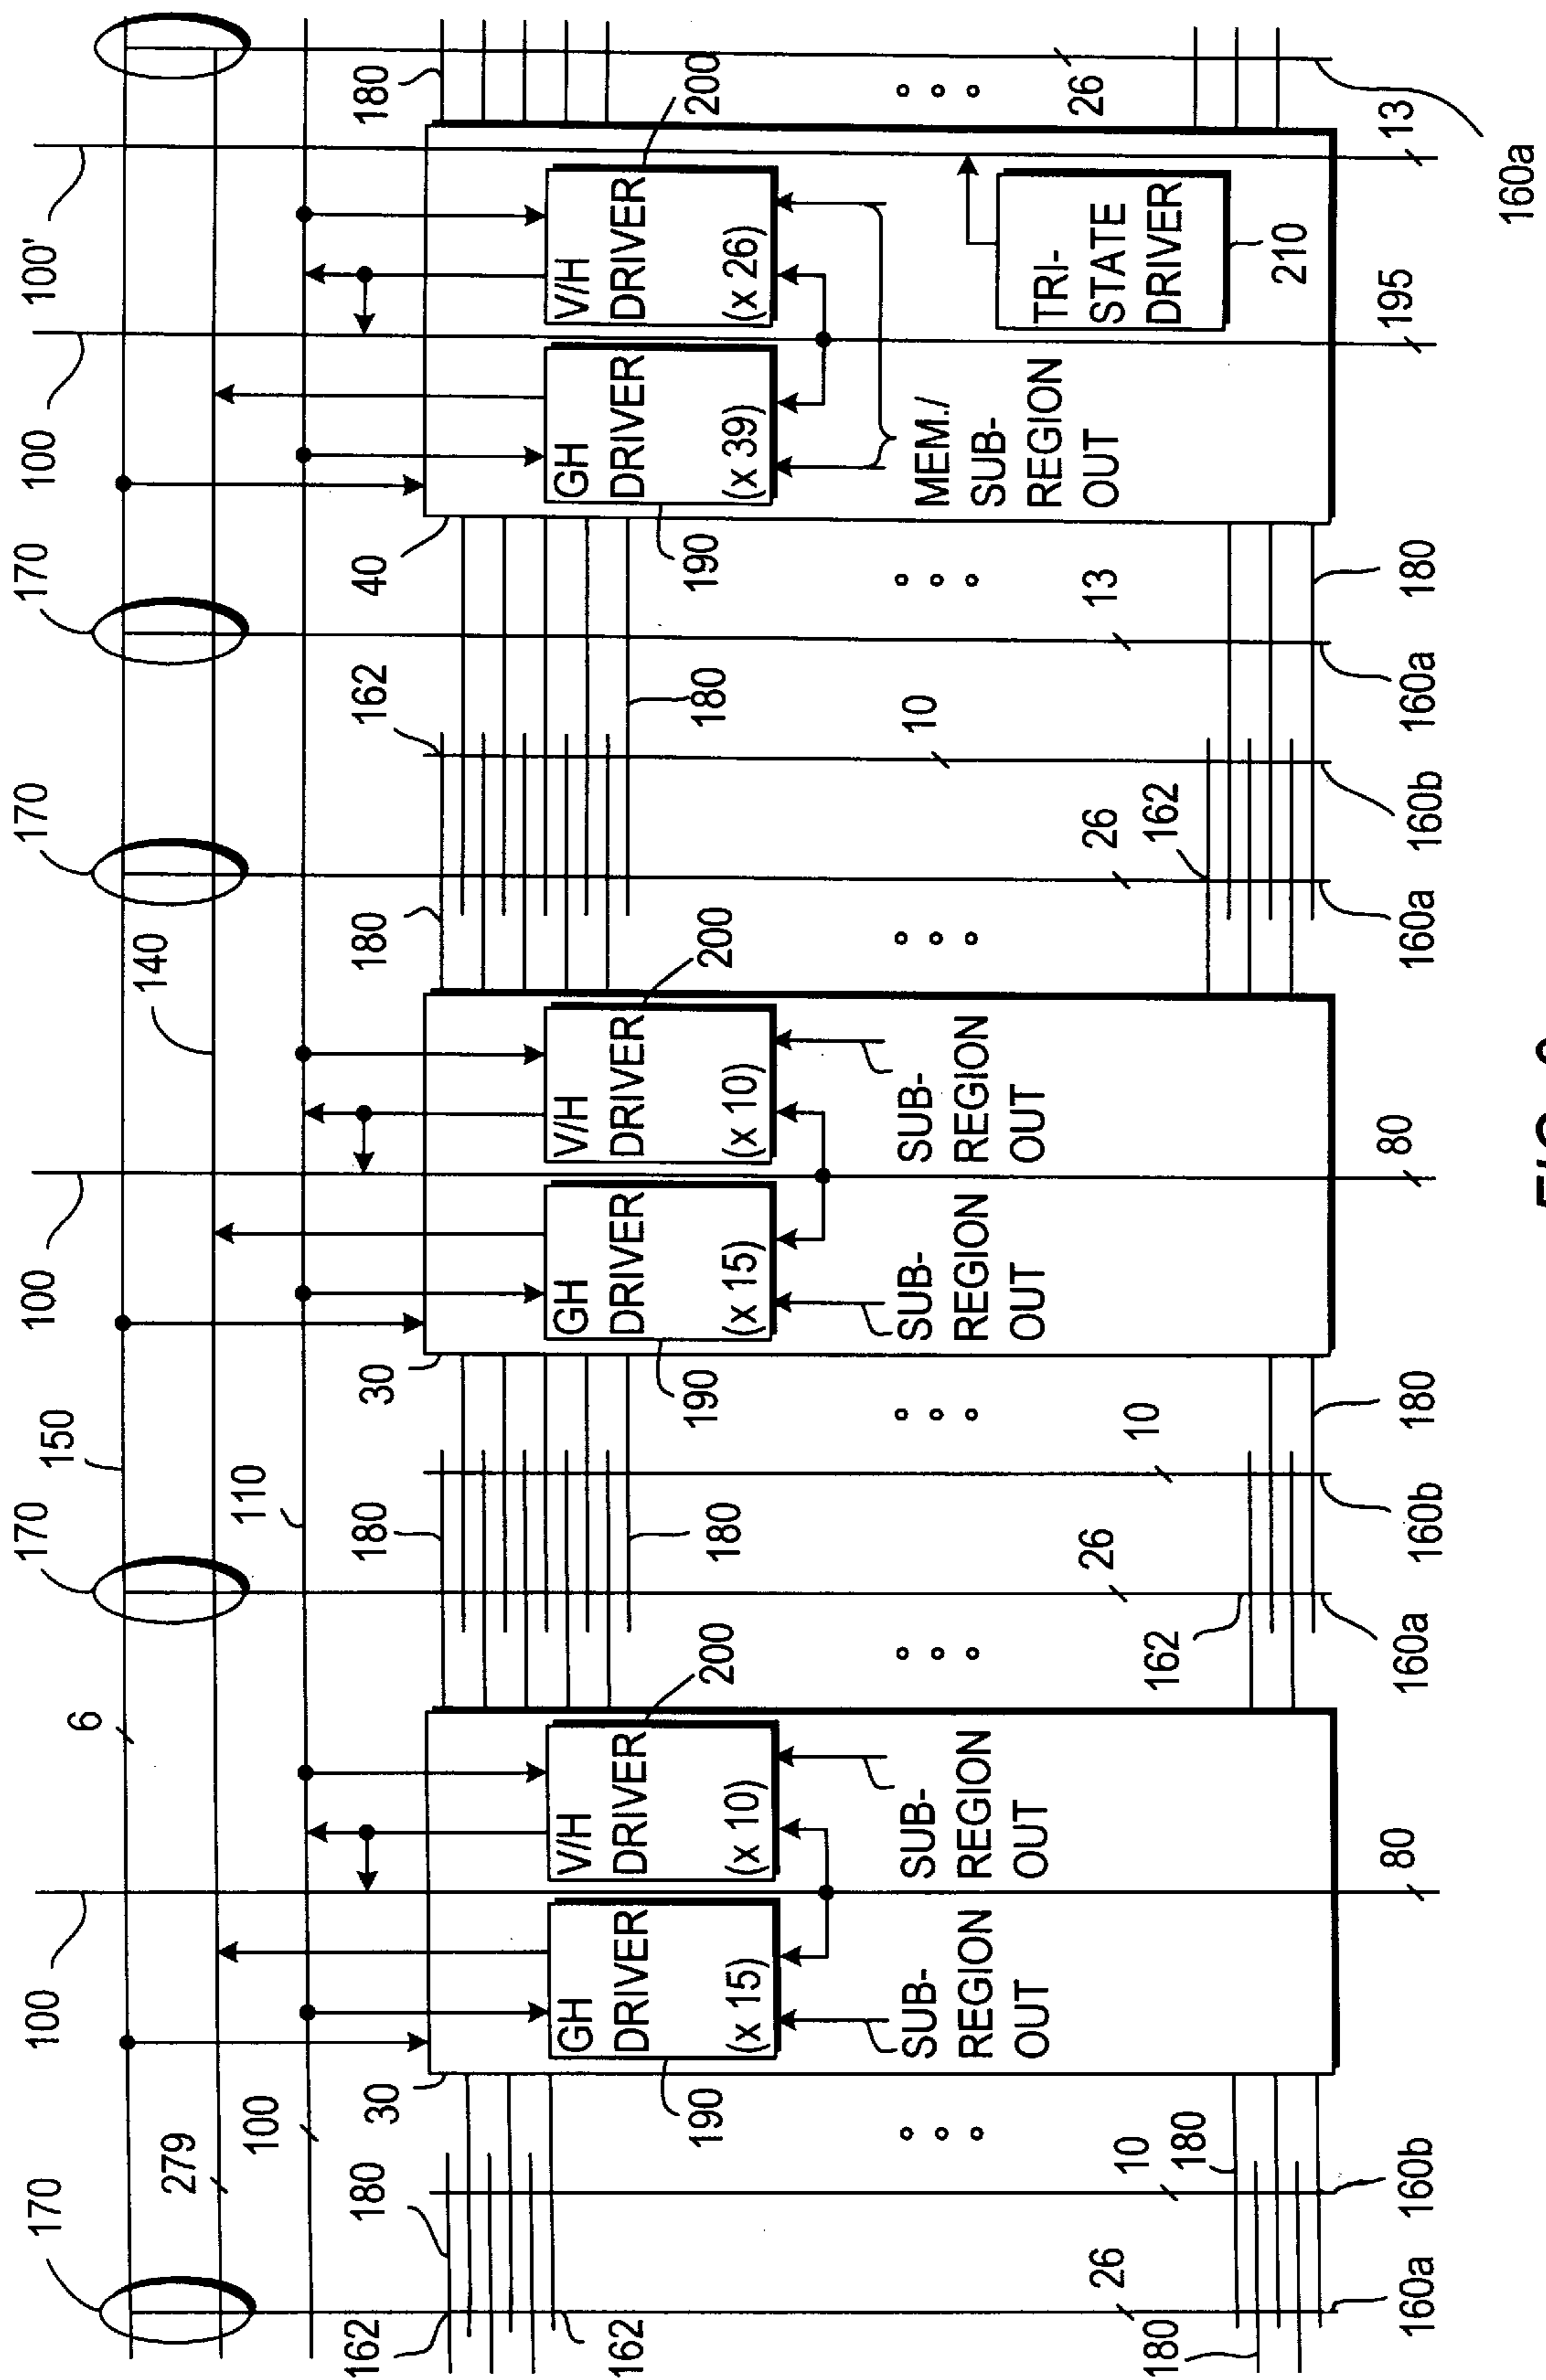 170
100
170
100
170
170
100
100'
6
150
279
140
100
110
180
162
30
180
30
180
162
40
180
GH
DRIVER
(x 15)
V/H
DRIVER
(x 10)
GH
DRIVER
(x 15)
V/H
DRIVER
(x 10)
GH
DRIVER
(x 39)
V/H
DRIVER
(x 26)
162
190
200
180
190
200
180
190
200
SUB-
REGION
OUT
SUB-
REGION
OUT
SUB-
REGION
OUT
SUB-
REGION
OUT
MEM./
SUB-
REGION
OUT
TRI-
STATE
DRIVER
210
26
10
180
26
10
26
162
10
13
26
180
162
160a
160b
80
160a
160b
180
80
160a
160b
160a
180
195
13
160a
FIG.